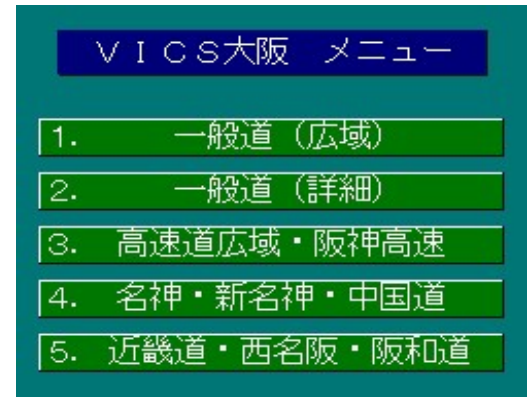 ＶＩＣＳ大阪　メニュー
1.　一般道（広域）
2.　一般道（詳細）
3.　高速道広域・阪神高速
4.　名神・新名神・中国道
5.　近畿道・西名阪・阪和道